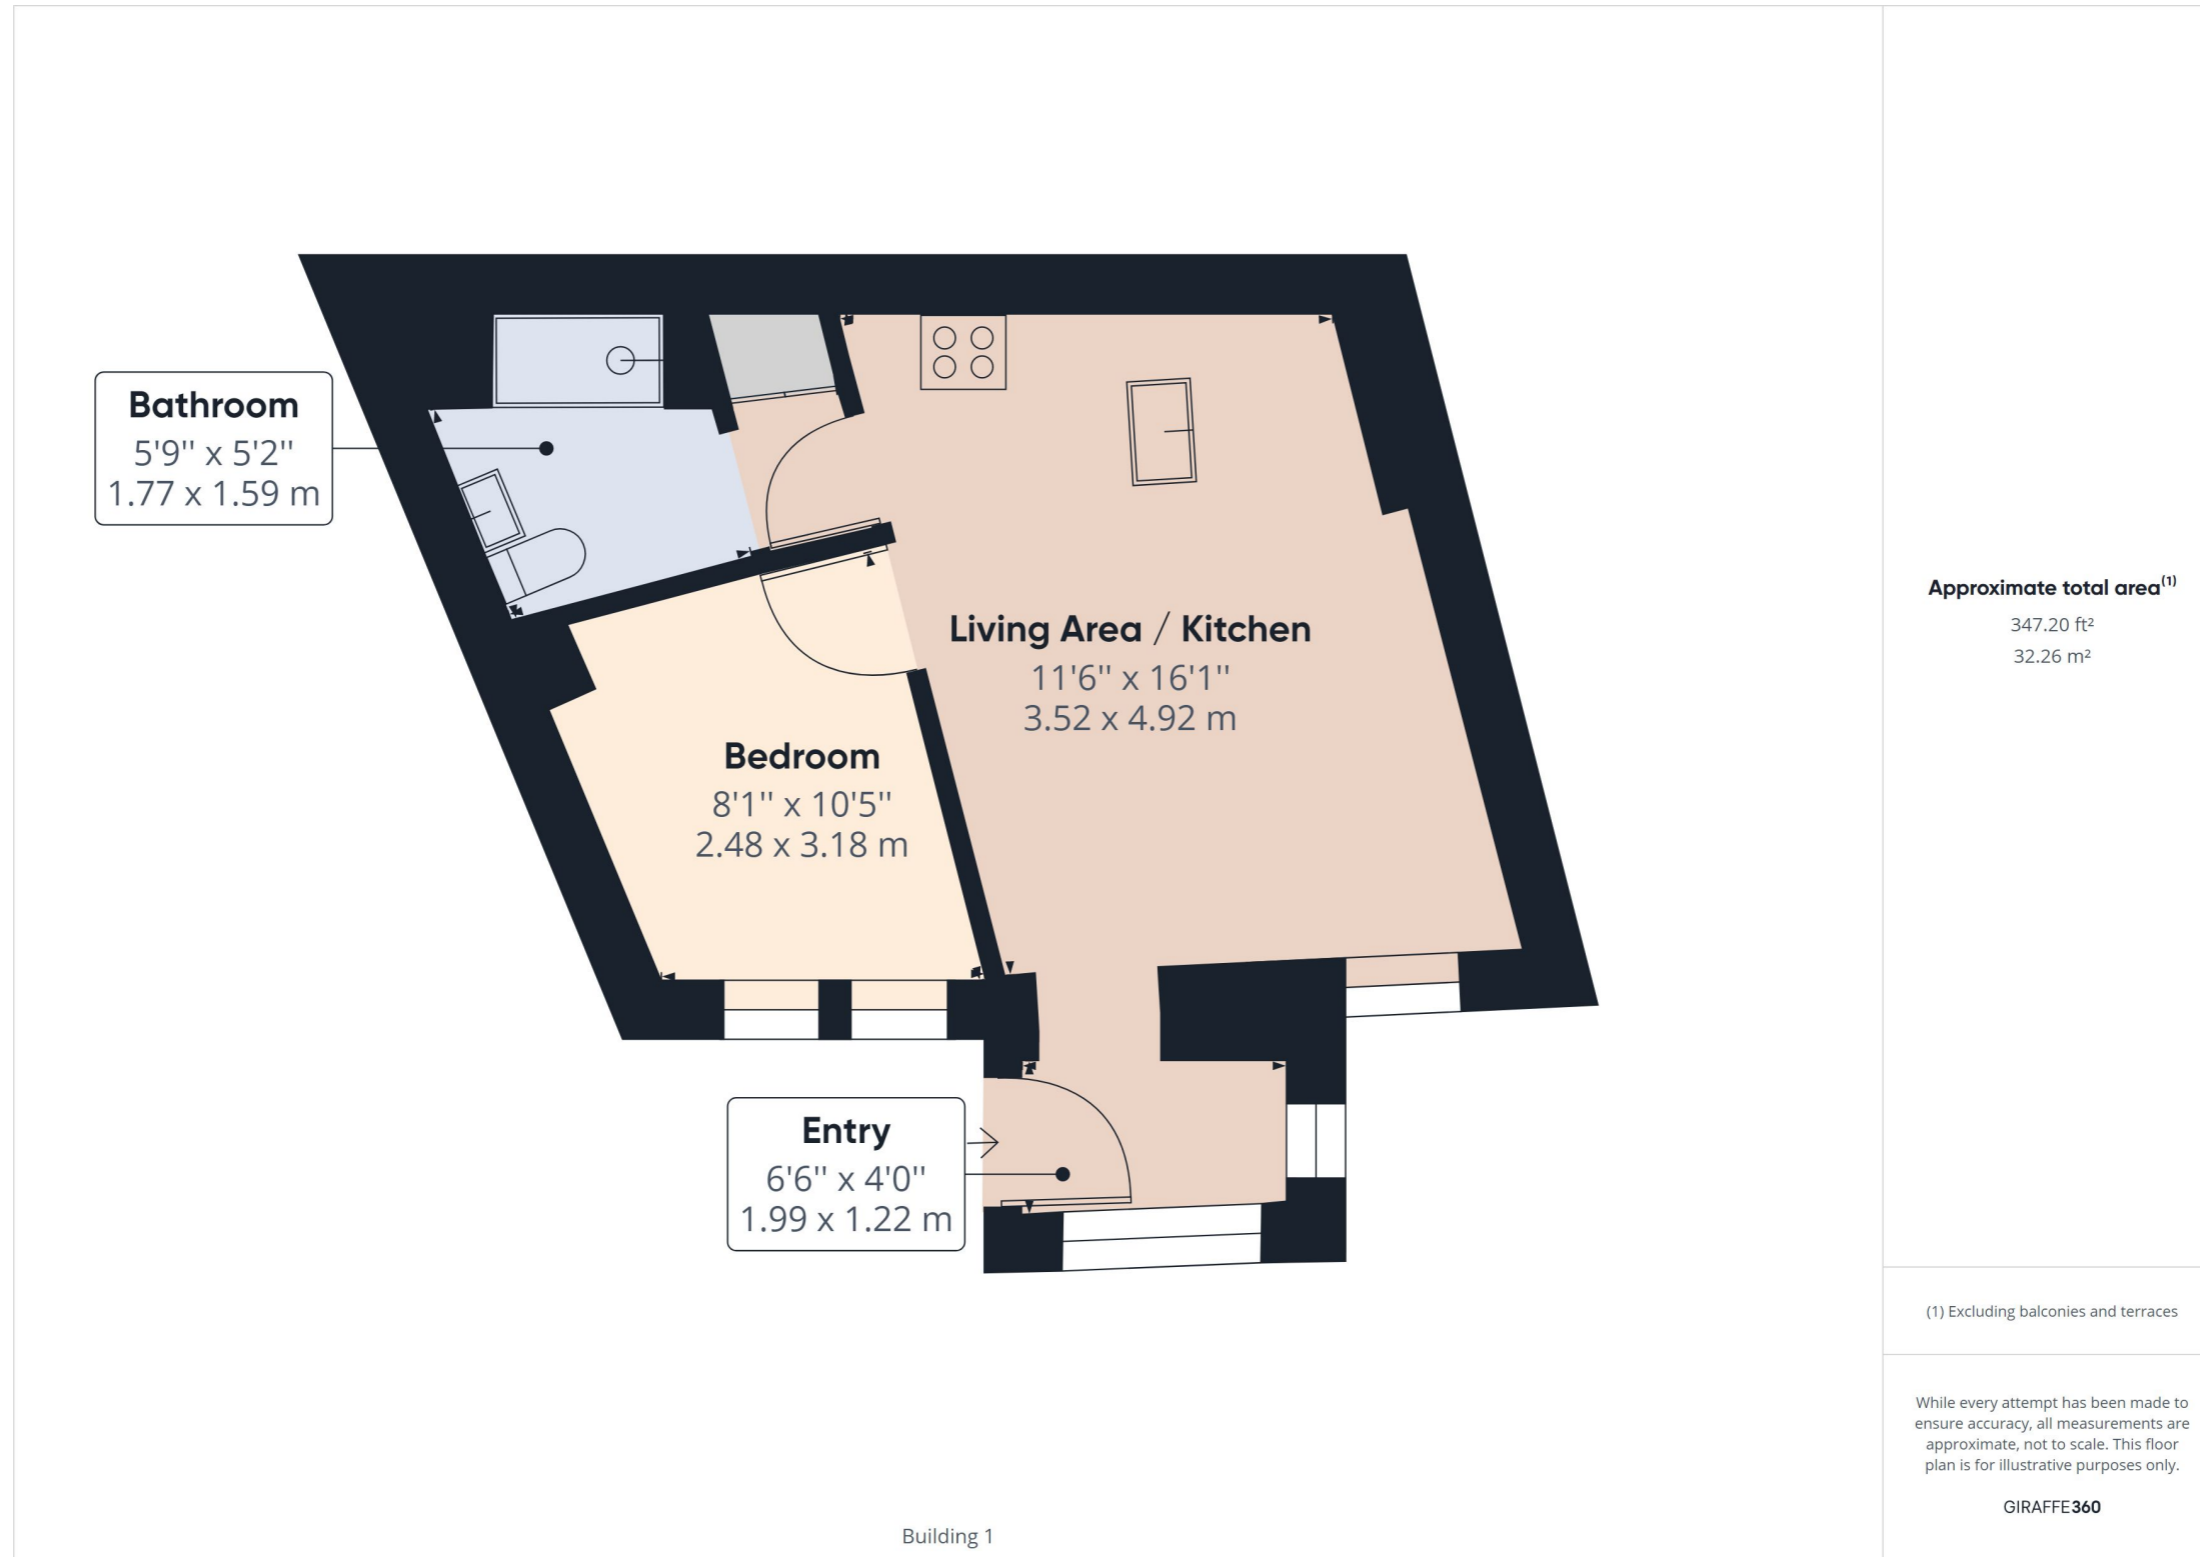 Bathroom
5'9'' x 5'2''
1.77 x 1.59 m
Living Area / Kitchen
11'6'' x 16'1''
3.52 x 4.92 m
Bedroom
8'1'' x 10'5''
2.48 x 3.18 m
Entry
6'6'' x 4'0''
1.99 x 1.22 m
Building 1
Approximate total area(1)
347.20 ft²
32.26 m²
(1) Excluding balconies and terraces
While every attempt has been made to
ensure accuracy, all measurements are
approximate, not to scale. This floor
plan is for illustrative purposes only.
GIRAFFE360